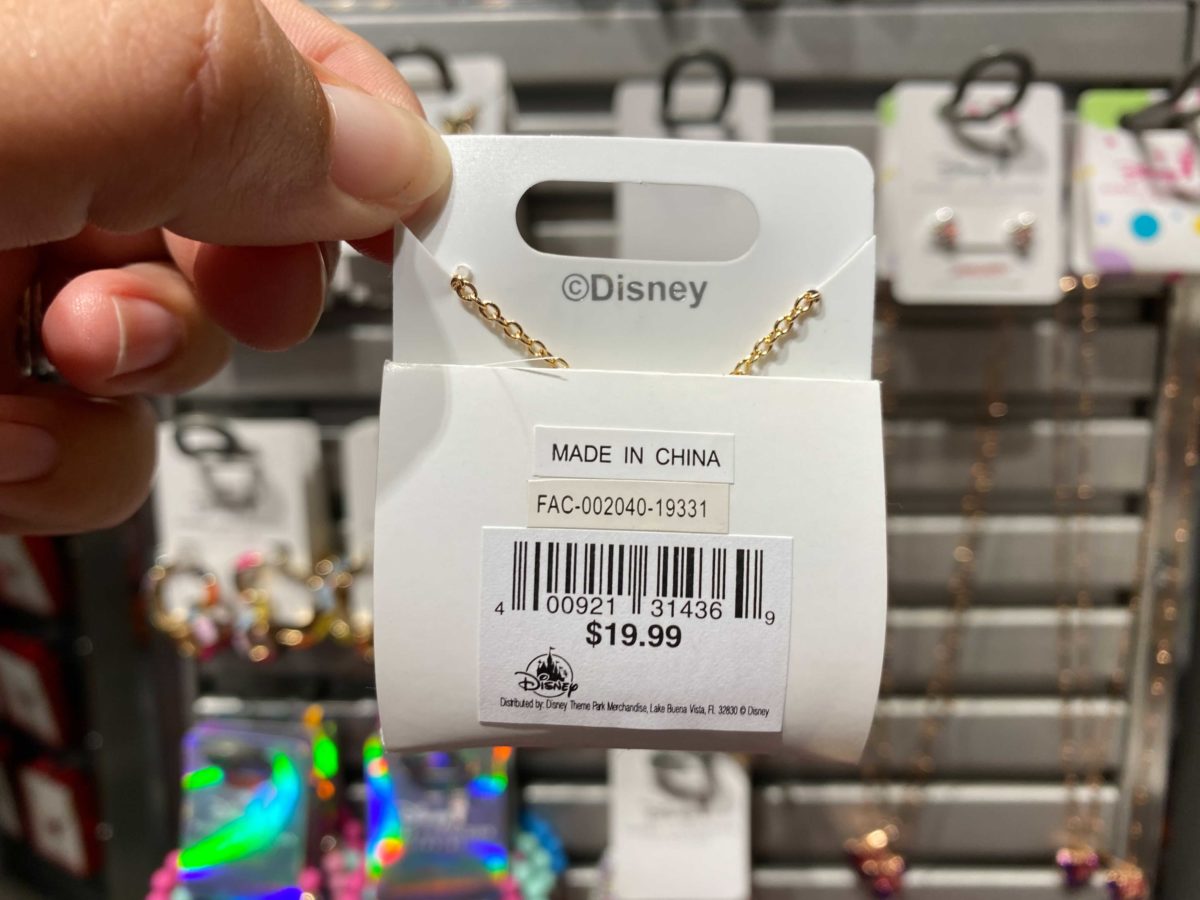 ©Disney
MADE IN CHINA
FAC-002040-19331
4 00921 31436 9
$19.99
Disney
Distributed by: Disney Theme Park Merchandise, Lake Buena Vista, FL 32830 © Disney